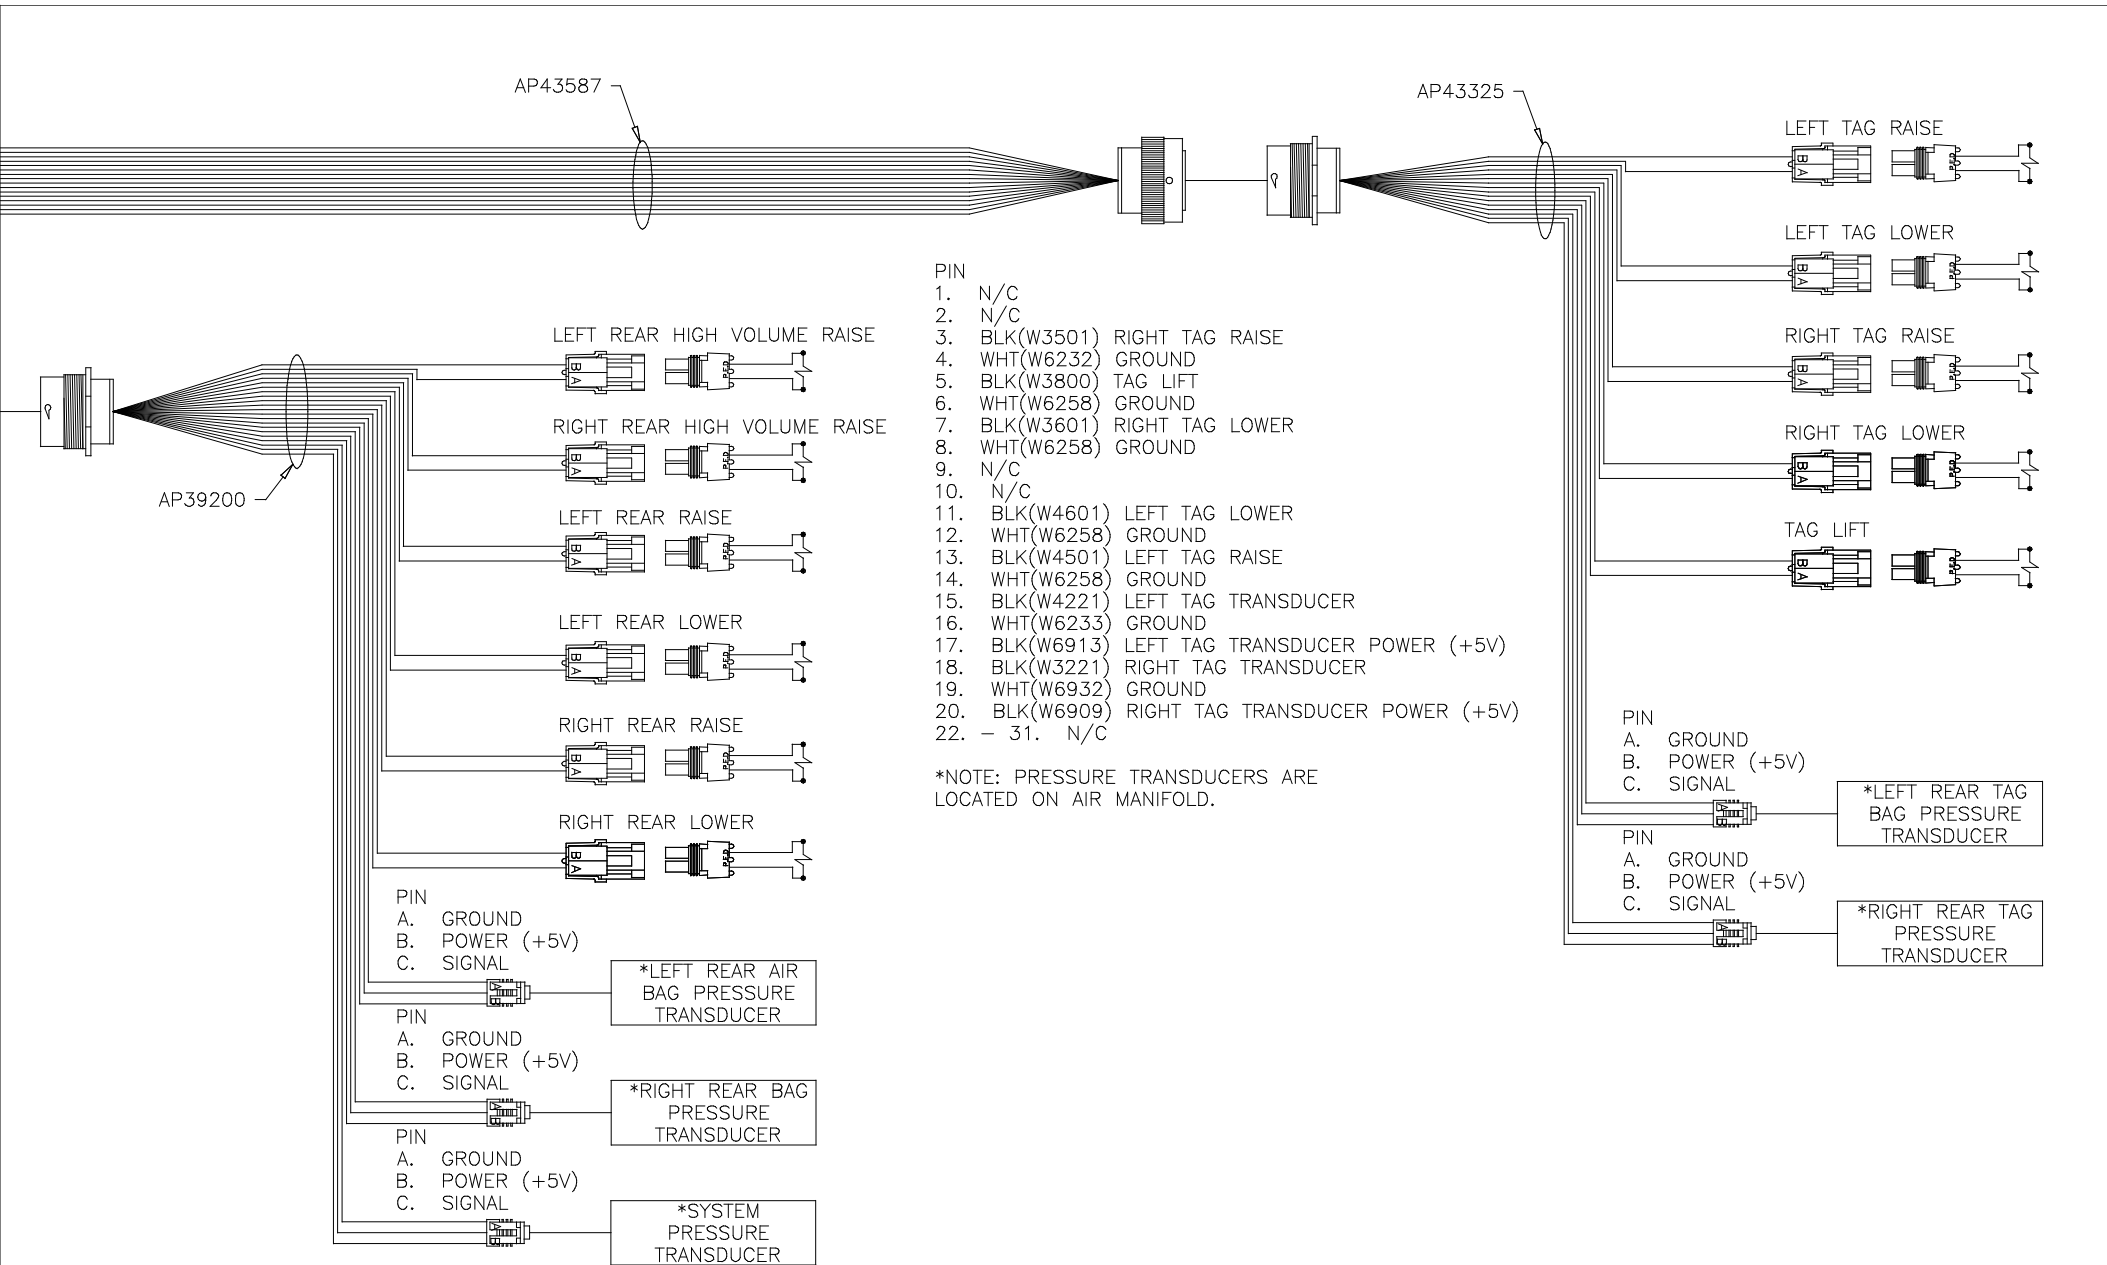 AP43587
AP43325
LEFT TAG RAISE
B
A
LEFT TAG LOWER
B
A
RIGHT TAG RAISE
B
A
RIGHT TAG LOWER
B
A
TAG LIFT
B
A
PIN
1. N/C
2. N/C
3. BLK(W3501) RIGHT TAG RAISE
4. WHT(W6232) GROUND
5. BLK(W3800) TAG LIFT
6. WHT(W6258) GROUND
7. BLK(W3601) RIGHT TAG LOWER
8. WHT(W6258) GROUND
9. N/C
10. N/C
11. BLK(W4601) LEFT TAG LOWER
12. WHT(W6258) GROUND
13. BLK(W4501) LEFT TAG RAISE
14. WHT(W6258) GROUND
15. BLK(W4221) LEFT TAG TRANSDUCER
16. WHT(W6233) GROUND
17. BLK(W6913) LEFT TAG TRANSDUCER POWER (+5V)
18. BLK(W3221) RIGHT TAG TRANSDUCER
19. WHT(W6932) GROUND
20. BLK(W6909) RIGHT TAG TRANSDUCER POWER (+5V)
22. - 31. N/C
*NOTE: PRESSURE TRANSDUCERS ARE
LOCATED ON AIR MANIFOLD.
LEFT REAR HIGH VOLUME RAISE
B
A
RIGHT REAR HIGH VOLUME RAISE
B
A
AP39200
LEFT REAR RAISE
B
A
LEFT REAR LOWER
B
A
RIGHT REAR RAISE
B
A
RIGHT REAR LOWER
B
A
PIN
A. GROUND
B. POWER (+5V)
C. SIGNAL
A
B
*LEFT REAR AIR
BAG PRESSURE
TRANSDUCER
PIN
A. GROUND
B. POWER (+5V)
C. SIGNAL
A
B
*RIGHT REAR BAG
PRESSURE
TRANSDUCER
PIN
A. GROUND
B. POWER (+5V)
C. SIGNAL
A
B
*SYSTEM
PRESSURE
TRANSDUCER
PIN
A. GROUND
B. POWER (+5V)
C. SIGNAL
A
B
*LEFT REAR TAG
BAG PRESSURE
TRANSDUCER
PIN
A. GROUND
B. POWER (+5V)
C. SIGNAL
A
B
*RIGHT REAR TAG
PRESSURE
TRANSDUCER